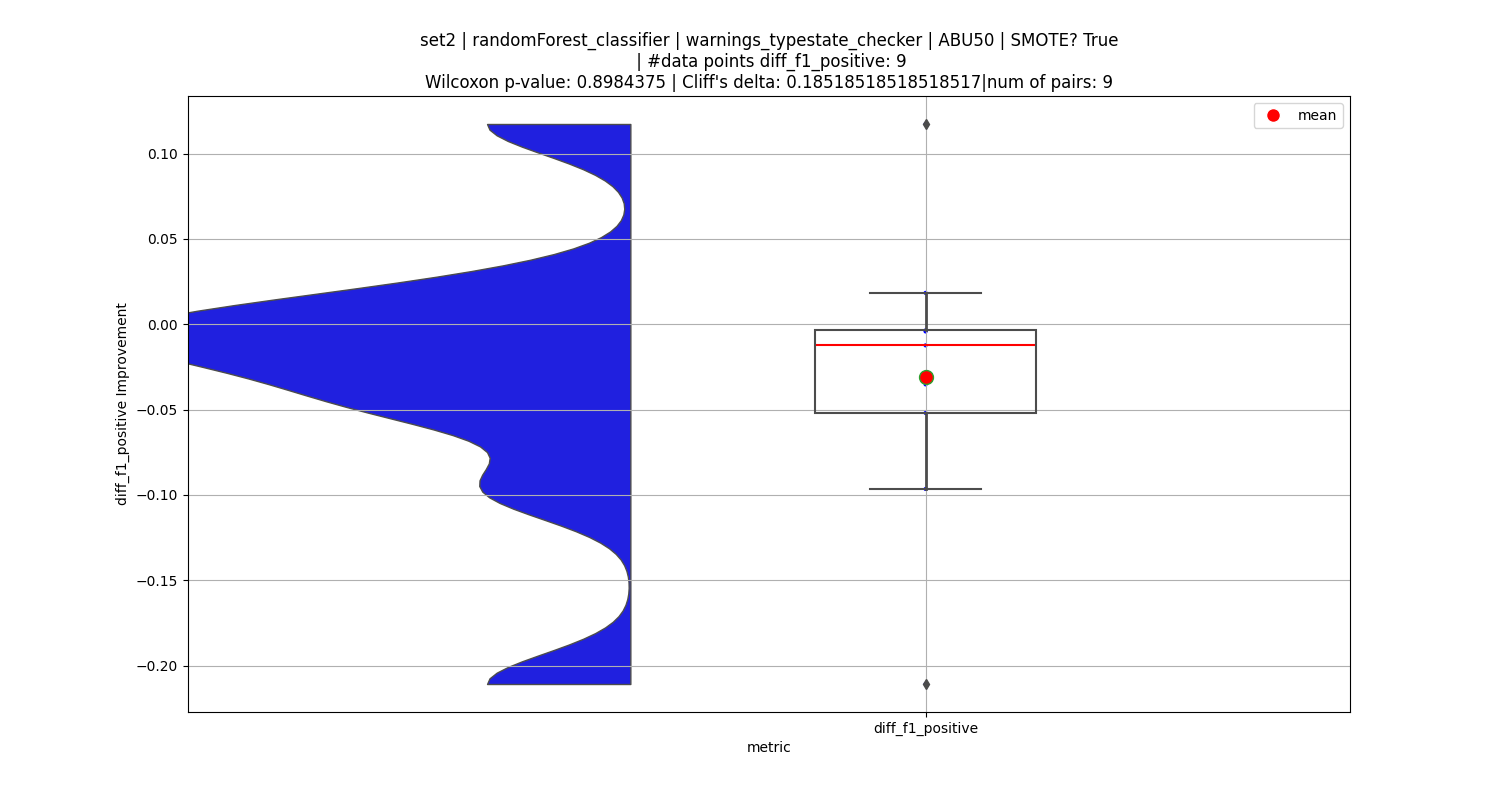 set2 | randomForest_classifier | warnings_typestate_checker | ABU50 | SMOTE? True
| #data points diff_f1_positive: 9
Wilcoxon p-value: 0.8984375 | Cliff's delta: 0.18518518518518517|num of pairs: 9
mean
0.10
0.05
0.00
−0.05
−0.10
−0.15
−0.20
diff_f1_positive Improvement
diff_f1_positive
metric